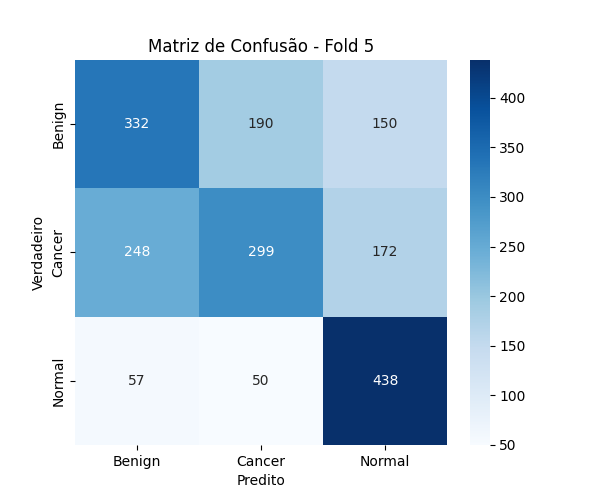 Matriz de Confusão - Fold 5
Verdadeiro
Benign
332
190
150
Cancer
248
299
172
Normal
57
50
438
Benign
Cancer
Normal
Predito
400
350
300
250
200
150
100
50